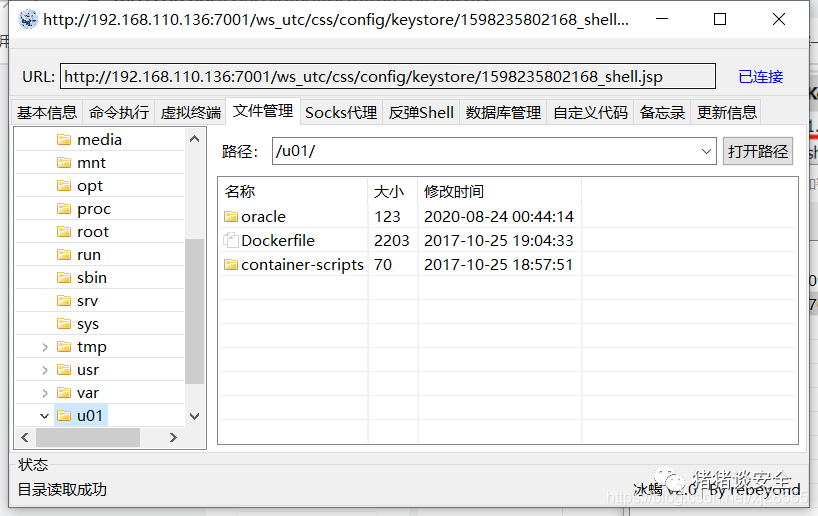 http://192.168.110.136:7001/ws_utc/css/config/keystore/1598235802168_shell...
URL: http://192.168.110.136:7001/ws_utc/css/config/keystore/1598235802168_shell.jsp 已连接
基本信息 命令执行 虚拟终端 文件管理 Socks代理 反弹Shell 数据库管理 自定义代码 备忘录 更新信息
media
mnt
opt
proc
root
run
sbin
srv
sys
tmp
usr
var
u01
路径: /u01/ 打开路径
名称 大小 修改时间
oracle 123 2020-08-24 00:44:14
Dockerfile 2203 2017-10-25 19:04:33
container-scripts 70 2017-10-25 18:57:51
状态
目录读取成功
猪猪谈安全
冰蝎 v2.0 By rebeyond